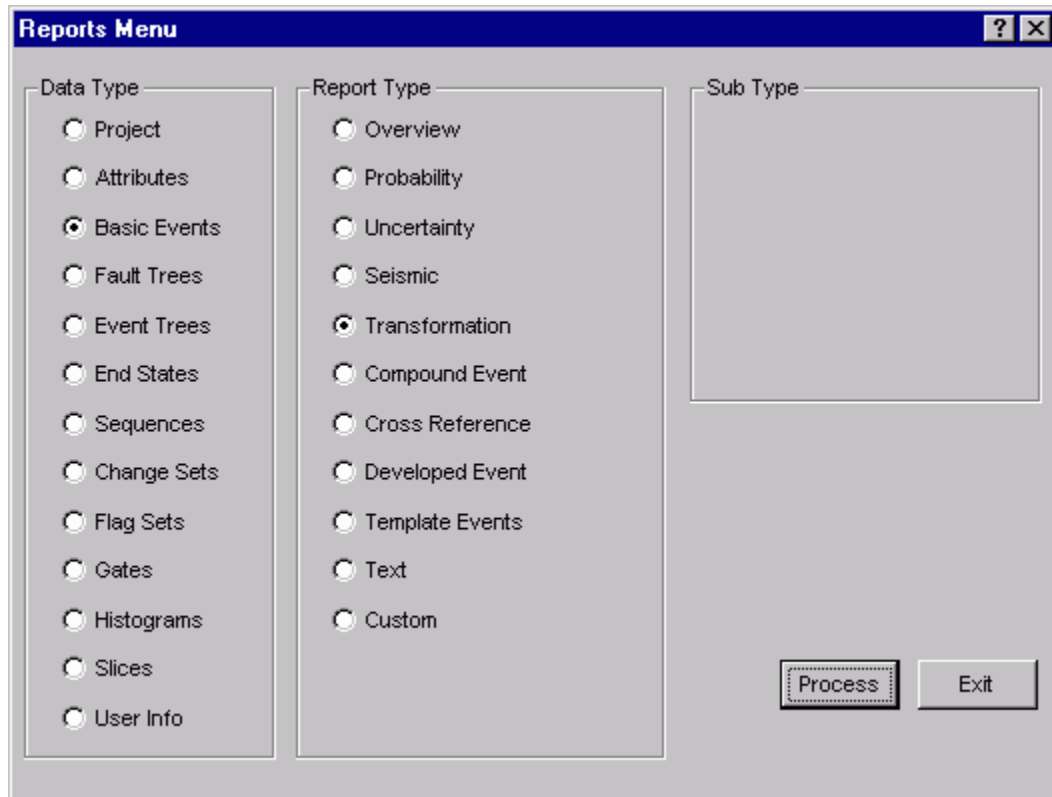 Reports Menu
Data Type
Project
Attributes
Basic Events
Fault Trees
Event Trees
End States
Sequences
Change Sets
Flag Sets
Gates
Histograms
Slices
User Info
Report Type
Overview
Probability
Uncertainty
Seismic
Transformation
Compound Event
Cross Reference
Developed Event
Template Events
Text
Custom
Sub Type
Process
Exit